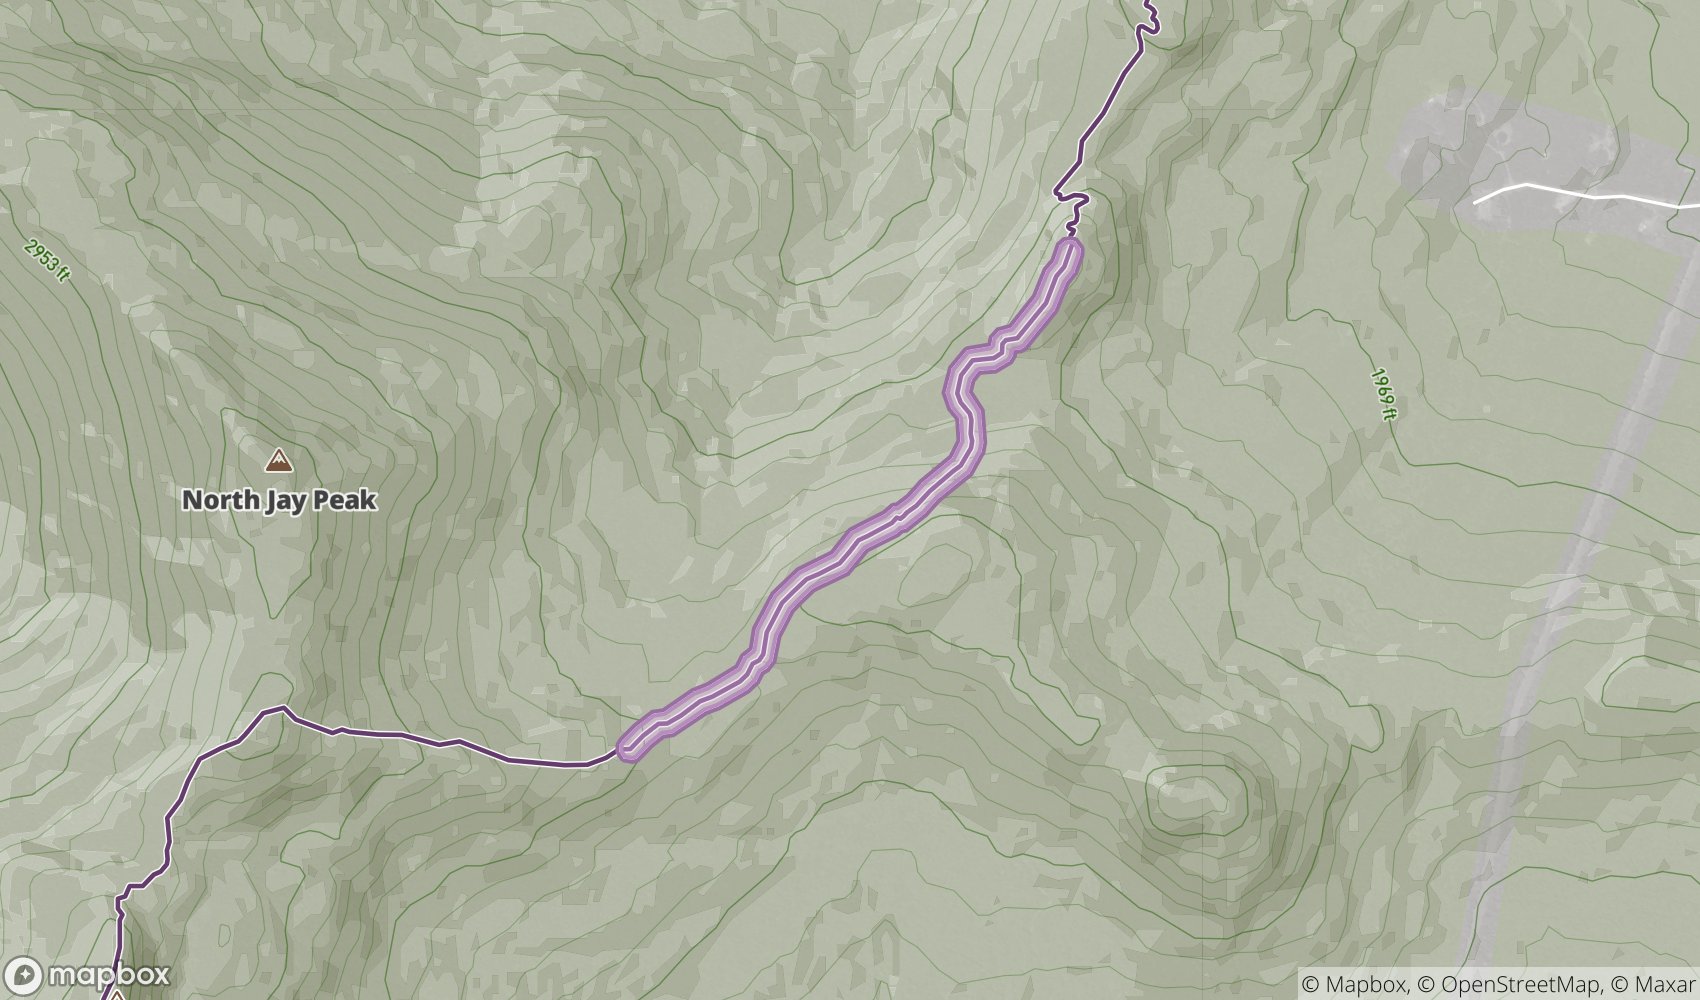 2953 ft
1969 ft
North Jay Peak
mapbox
© Mapbox, © OpenStreetMap, © Maxar